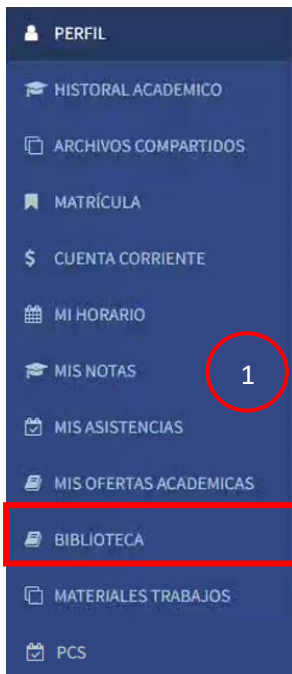 PERFIL
HISTORAL ACADEMICO
ARCHIVOS COMPARTIDOS
MATRÍCULA
$ CUENTA CORRIENTE
MI HORARIO
MIS NOTAS
1
MIS ASISTENCIAS
MIS OFERTAS ACADEMICAS
BIBLIOTECA
MATERIALES TRABAJOS
PCS